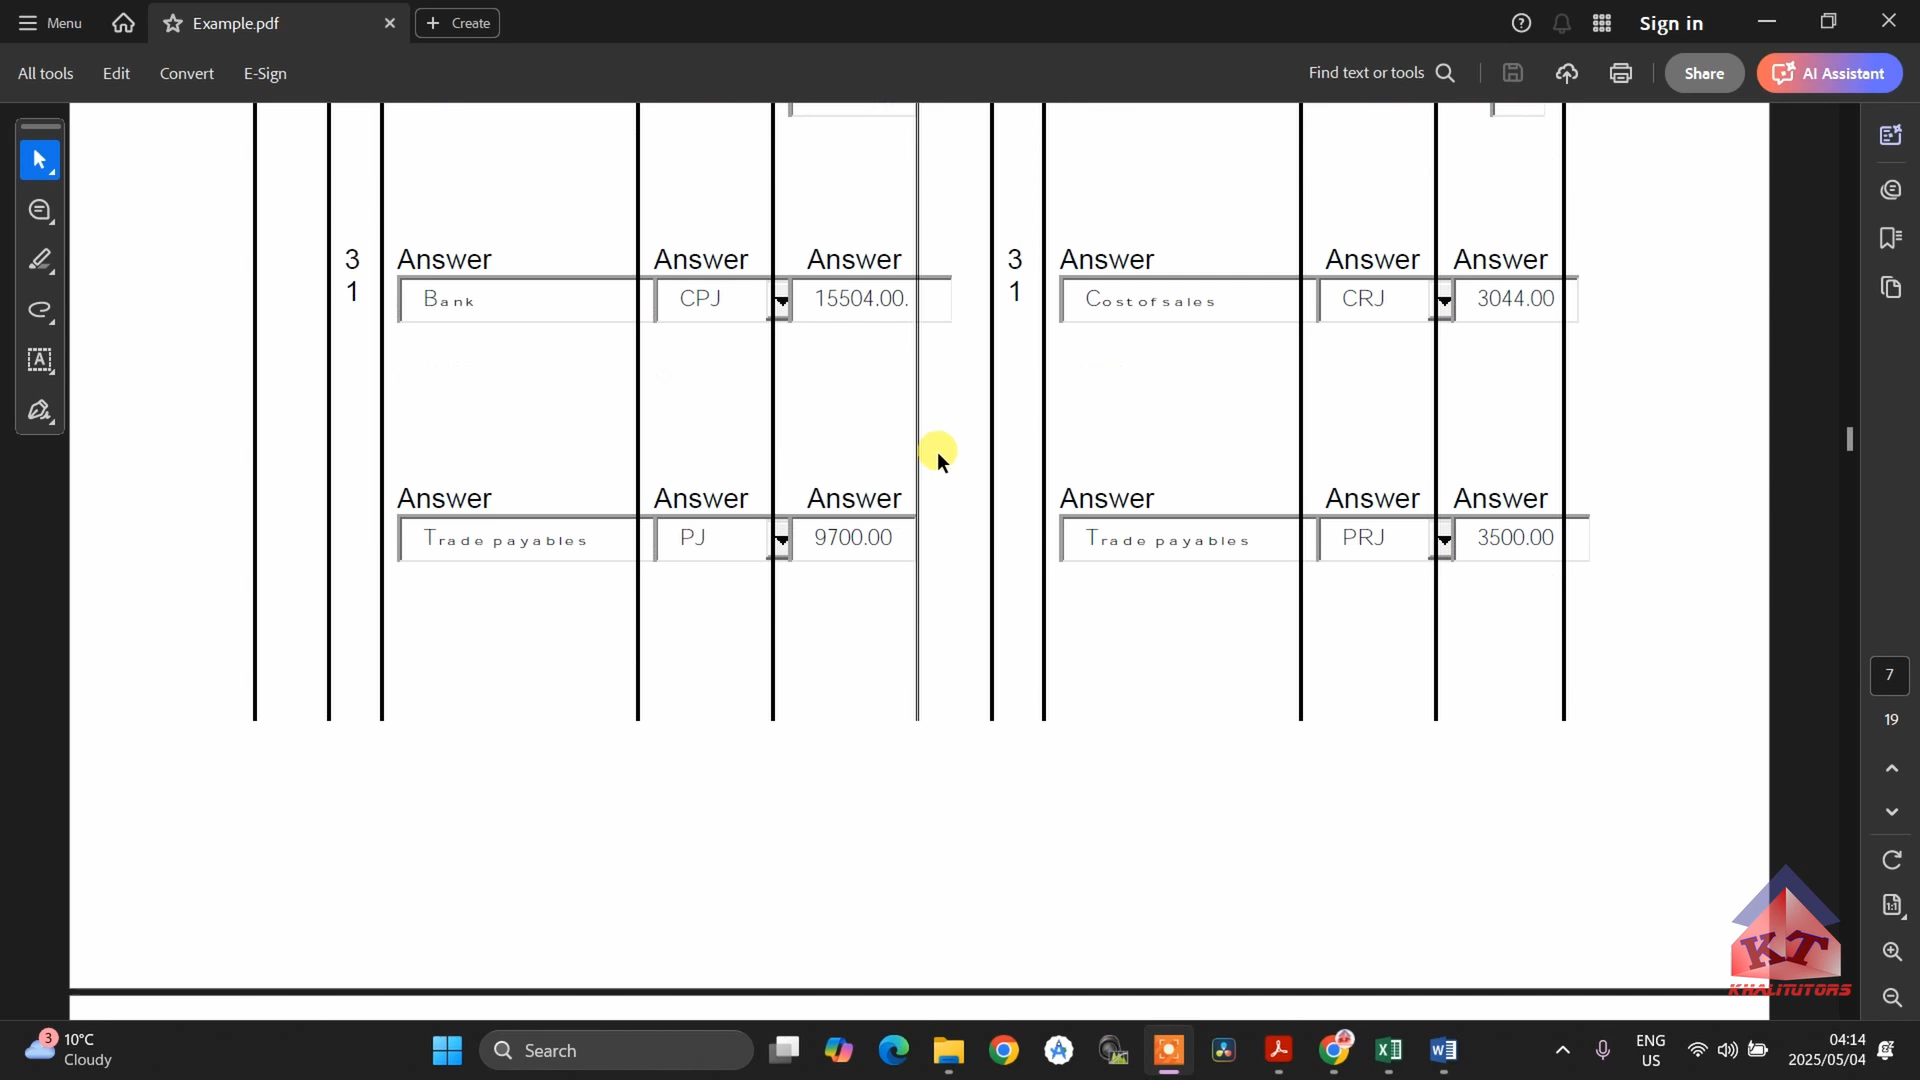 Menu
Example.pdf
Create
Sign in
All tools
Edit
Convert
E-Sign
Find text or tools
Share
AI Assistant
3
1
Answer
Answer
Answer
3
1
Answer
Answer
Answer
Bank
CPJ
15504.00.
Cost of sales
CRJ
3044.00
Answer
Answer
Answer
Answer
Answer
Answer
Trade payables
PJ
9700.00
Trade payables
PRJ
3500.00
7
19
KT
KHALITUTORS
3
10°C
Cloudy
Search
ENG
US
04:14
2025/05/04